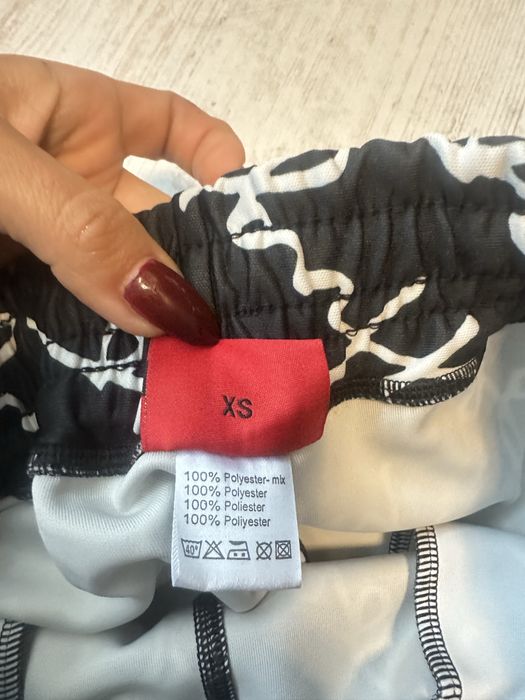 XS
100% Polyester- mix
100% Polyester
100% Poliester
100% Poliyester
40°